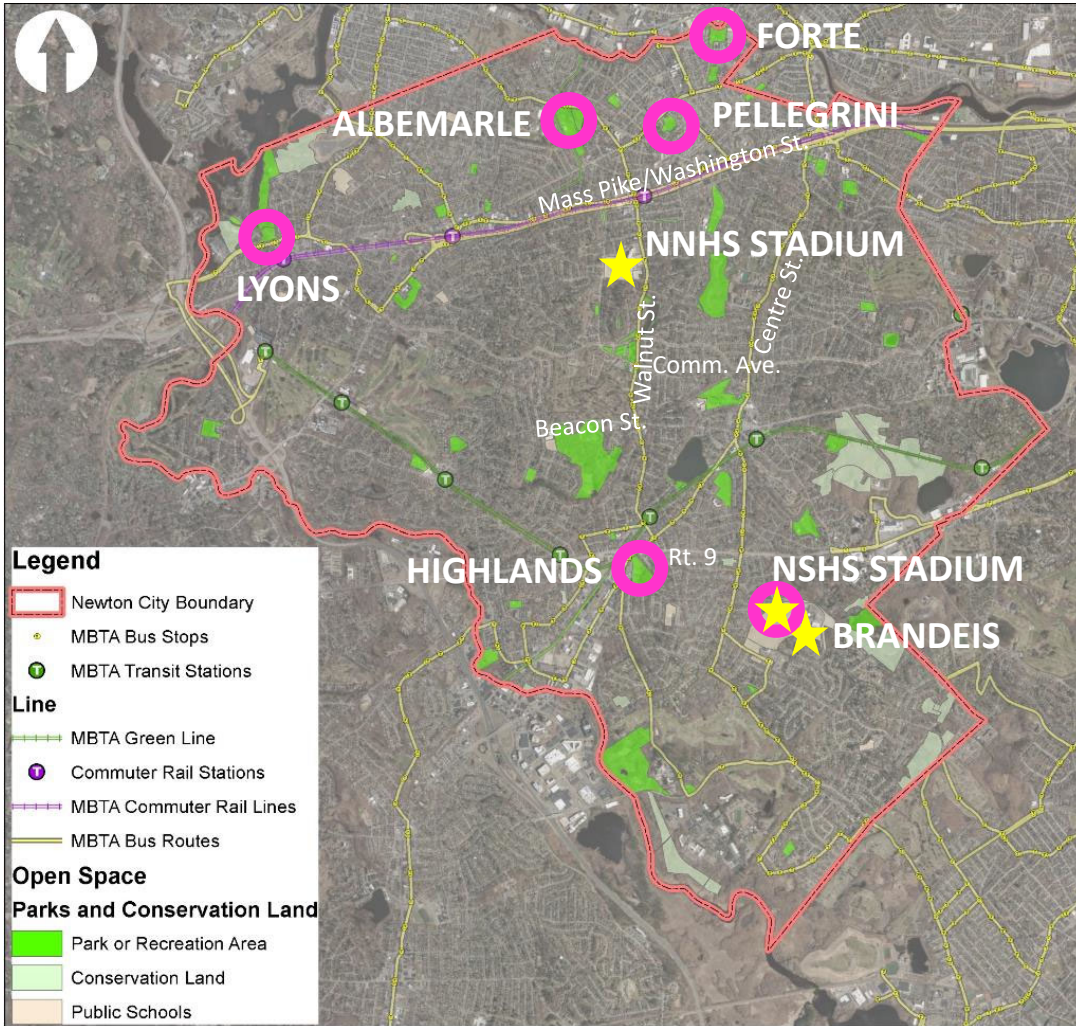 FORTE
ALBEMARLE
PELLEGRINI
Mass Pike/Washington St.
T
T
T
LYONS
NNHS STADIUM
Centre St.
Walnut St.
T
T
Comm. Ave.
T
Beacon St.
T
T
T
T
T
HIGHLANDS
Rt. 9
NSHS STADIUM
BRANDEIS
Legend
Newton City Boundary
MBTA Bus Stops
T MBTA Transit Stations
Line
MBTA Green Line
T Commuter Rail Stations
MBTA Commuter Rail Lines
MBTA Bus Routes
Open Space
Parks and Conservation Land
Park or Recreation Area
Conservation Land
Public Schools